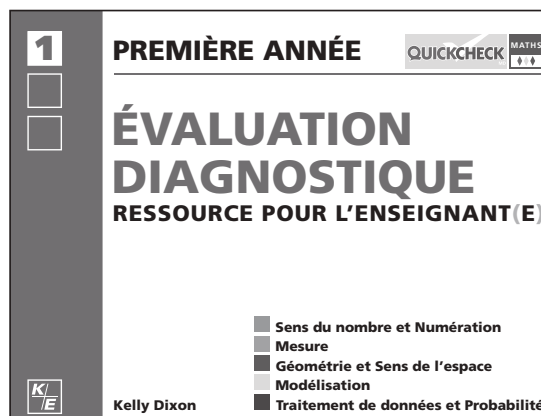 1
PREMIÈRE ANNÉE
QUICKCHECK
MATHS
ÉVALUATION
DIAGNOSTIQUE
RESSOURCE POUR L’ENSEIGNANT(E)
Sens du nombre et Numération
Mesure
Géométrie et Sens de l’espace
Modélisation
Traitement de données et Probabilité
K/E
Kelly Dixon